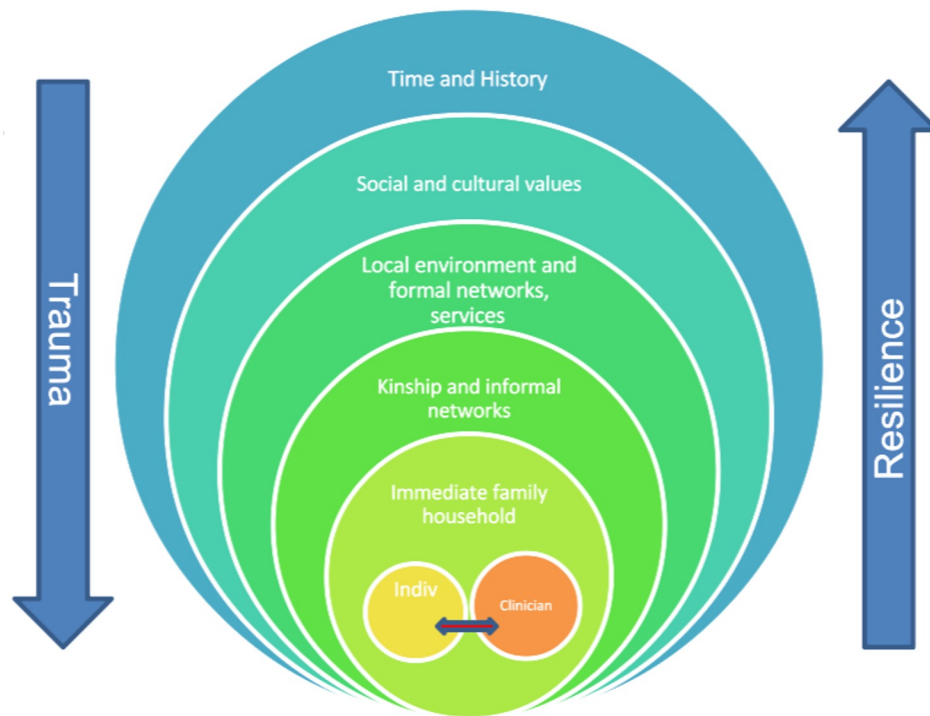 Time and History
Social and cultural values
Local environment and
formal networks,
services
Kinship and informal
networks
Immediate family
household
Indiv
Clinician
Trauma
Resilience